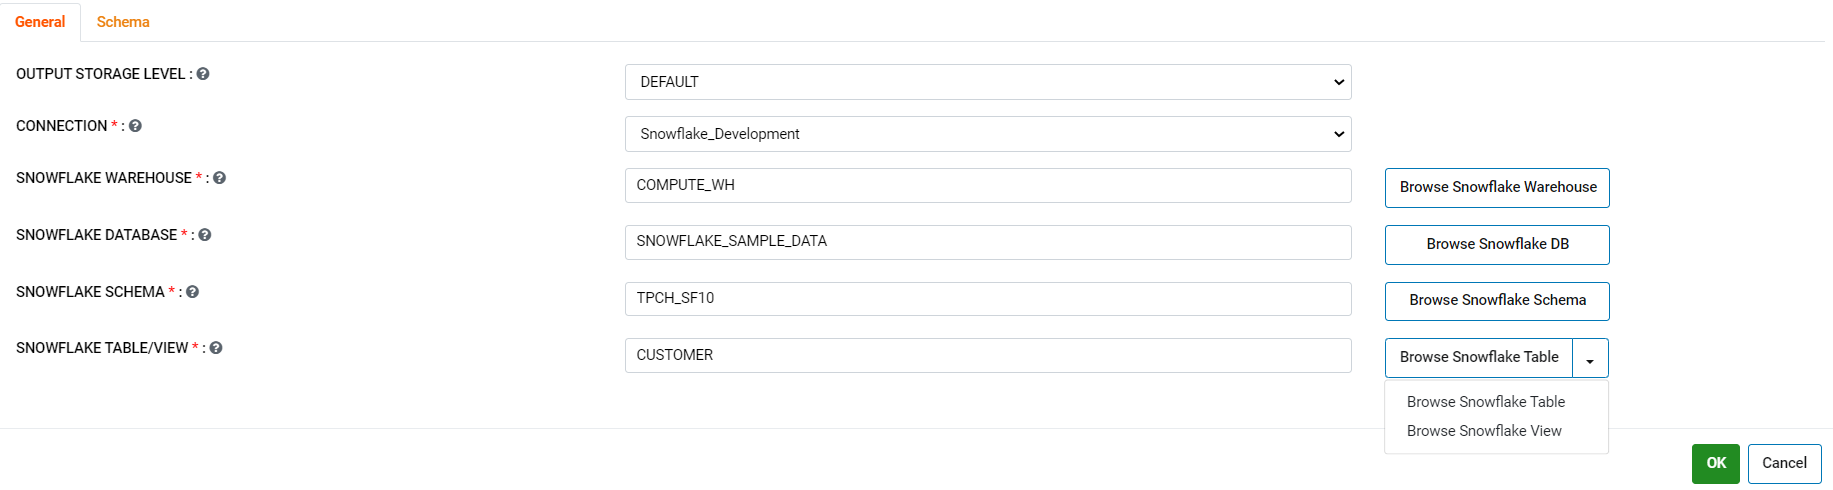 General Schema
OUTPUT STORAGE LEVEL : DEFAULT
CONNECTION * : Snowflake_Development
SNOWFLAKE WAREHOUSE * : COMPUTE_WH Browse Snowflake Warehouse
SNOWFLAKE DATABASE * : SNOWFLAKE_SAMPLE_DATA Browse Snowflake DB
SNOWFLAKE SCHEMA * : TPCH_SF10 Browse Snowflake Schema
SNOWFLAKE TABLE/VIEW * : CUSTOMER Browse Snowflake Table
Browse Snowflake Table
Browse Snowflake View
OK Cancel